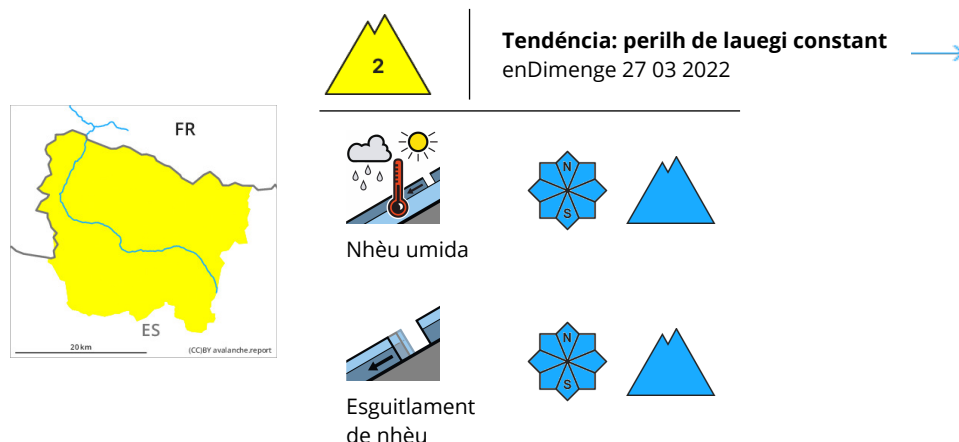 2
Tendéncia: perilh de lauegi constant
enDimenge 27 03 2022
FR
ES
20 km
(CC)BY avalanche.report
N
S
Nhèu umida
N
S
Esguitlament
de nhèu